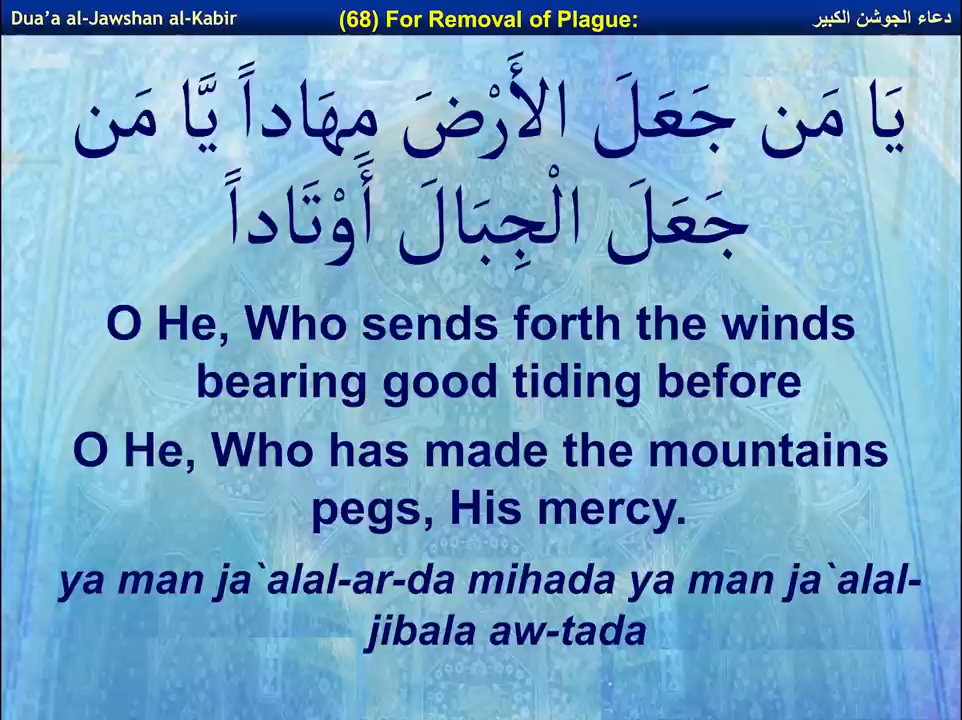 Dua’a al-Jawshan al-Kabir (68) For Removal of Plague: دعاء الجوشن الكبير
يَا مَن جَعَلَ الأَرْضَ مِهَاداً يَّا مَن
جَعَلَ الْجِبَالَ أَوْتَاداً
O He, Who sends forth the winds
bearing good tiding before
O He, Who has made the mountains
pegs, His mercy.
ya man ja`alal-ar-da mihada ya man ja`alal-
jibala aw-tada